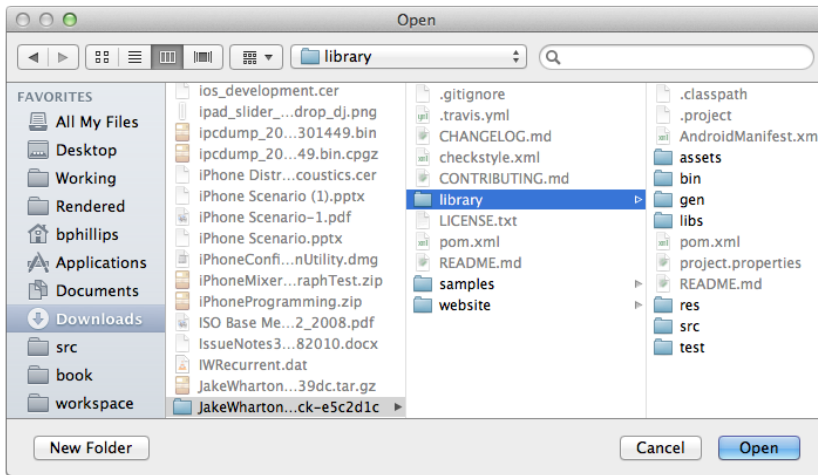 Open
library
FAVORITES
All My Files
Desktop
Working
Rendered
bphillips
Applications
Documents
Downloads
src
book
workspace
ios_development.cer
ipad_slider_...drop_dj.png
ipcdump_20...301449.bin
ipcdump_20...49.bin.cpgz
iPhone Distr...coustics.cer
iPhone Scenario (1).pptx
iPhone Scenario-1.pdf
iPhone Scenario.pptx
iPhoneConfi...nUtility.dmg
iPhoneMixer...raphTest.zip
iPhoneProgramming.zip
ISO Base Me...2_2008.pdf
IssueNotes3...82010.docx
IWRecurrent.dat
JakeWharton...39dc.tar.gz
JakeWharton...ck-e5c2d1c
.gitignore
.travis.yml
CHANGELOG.md
checkstyle.xml
CONTRIBUTING.md
library
LICENSE.txt
pom.xml
README.md
samples
website
.classpath
.project
AndroidManifest.xm
assets
bin
gen
libs
pom.xml
project.properties
README.md
res
src
test
New Folder
Cancel
Open